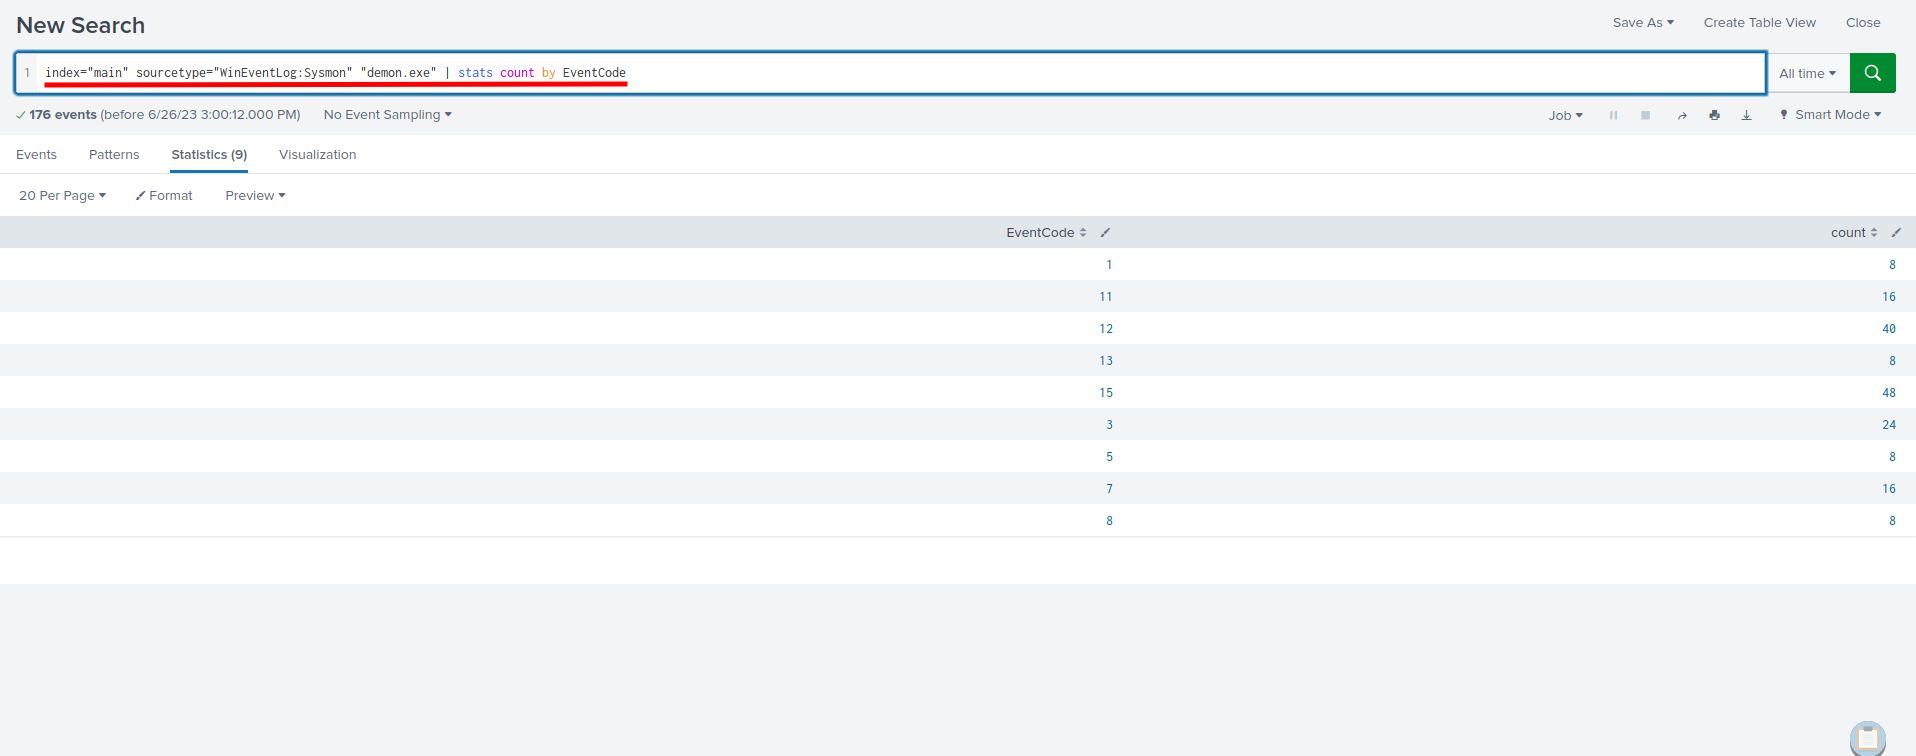 New Search
Save As Create Table View Close
1 index="main" sourcetype="WinEventLog:Sysmon" "demon.exe" | stats count by EventCode
All time
176 events (before 6/26/23 3:00:12.000 PM) No Event Sampling
Job Smart Mode
Events Patterns Statistics (9) Visualization
20 Per Page Format Preview
EventCode count
1 8
11 16
12 40
13 8
15 48
3 24
5 8
7 16
8 8